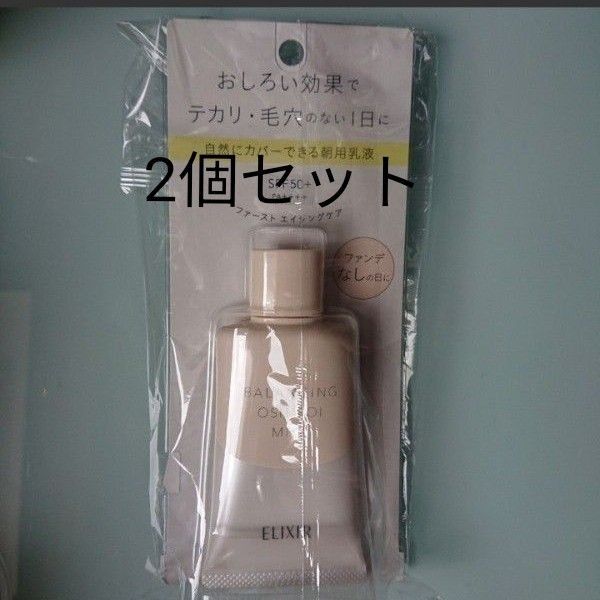 おしろい効果で
テカリ・毛穴のない1日に
自然にカバーできる朝用乳液
2個セット
SPF50+
PA++++
ファースト エイジングケア
ファンデ
なしの日に
BALANCING
OSHIROI
MILK
ELIXIR